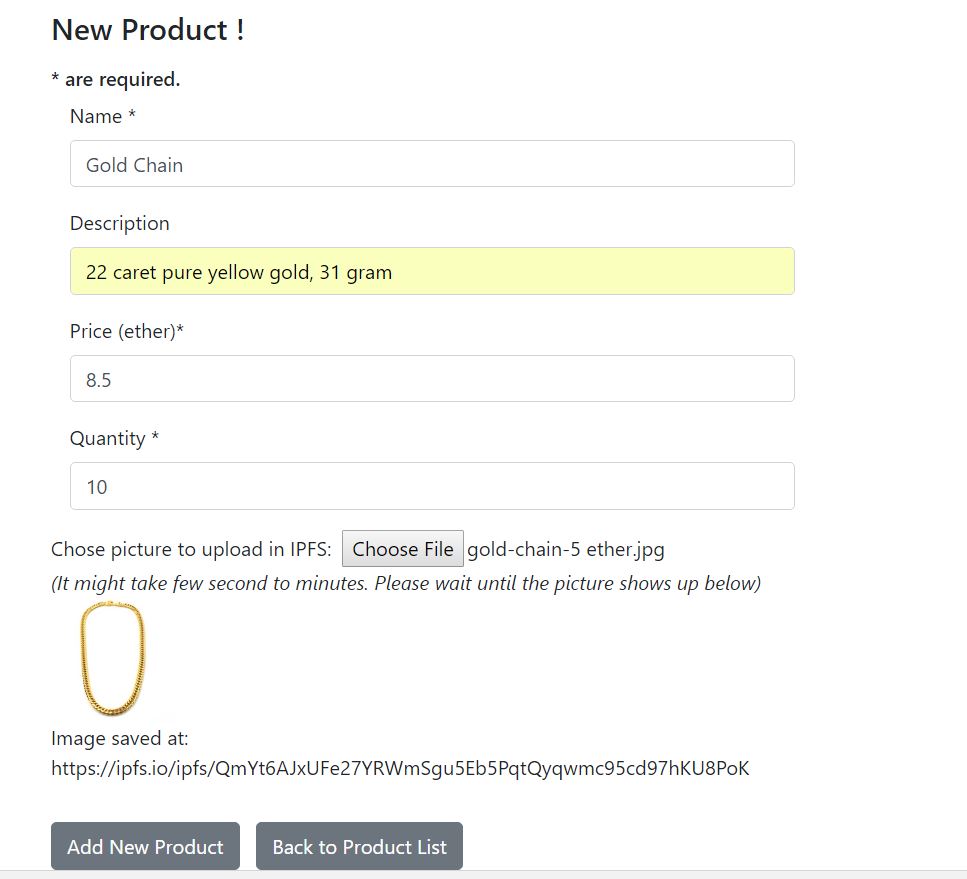 New Product !
* are required.
Name *
Gold Chain
Description
22 caret pure yellow gold, 31 gram
Price (ether)*
8.5
Quantity *
10
Chose picture to upload in IPFS: Choose File gold-chain-5 ether.jpg
(It might take few second to minutes. Please wait until the picture shows up below)
Image saved at:
https://ipfs.io/ipfs/QmYt6AJxUFe27YRWmSgu5Eb5PqtQyqwmc95cd97hKU8PoK
Add New Product Back to Product List